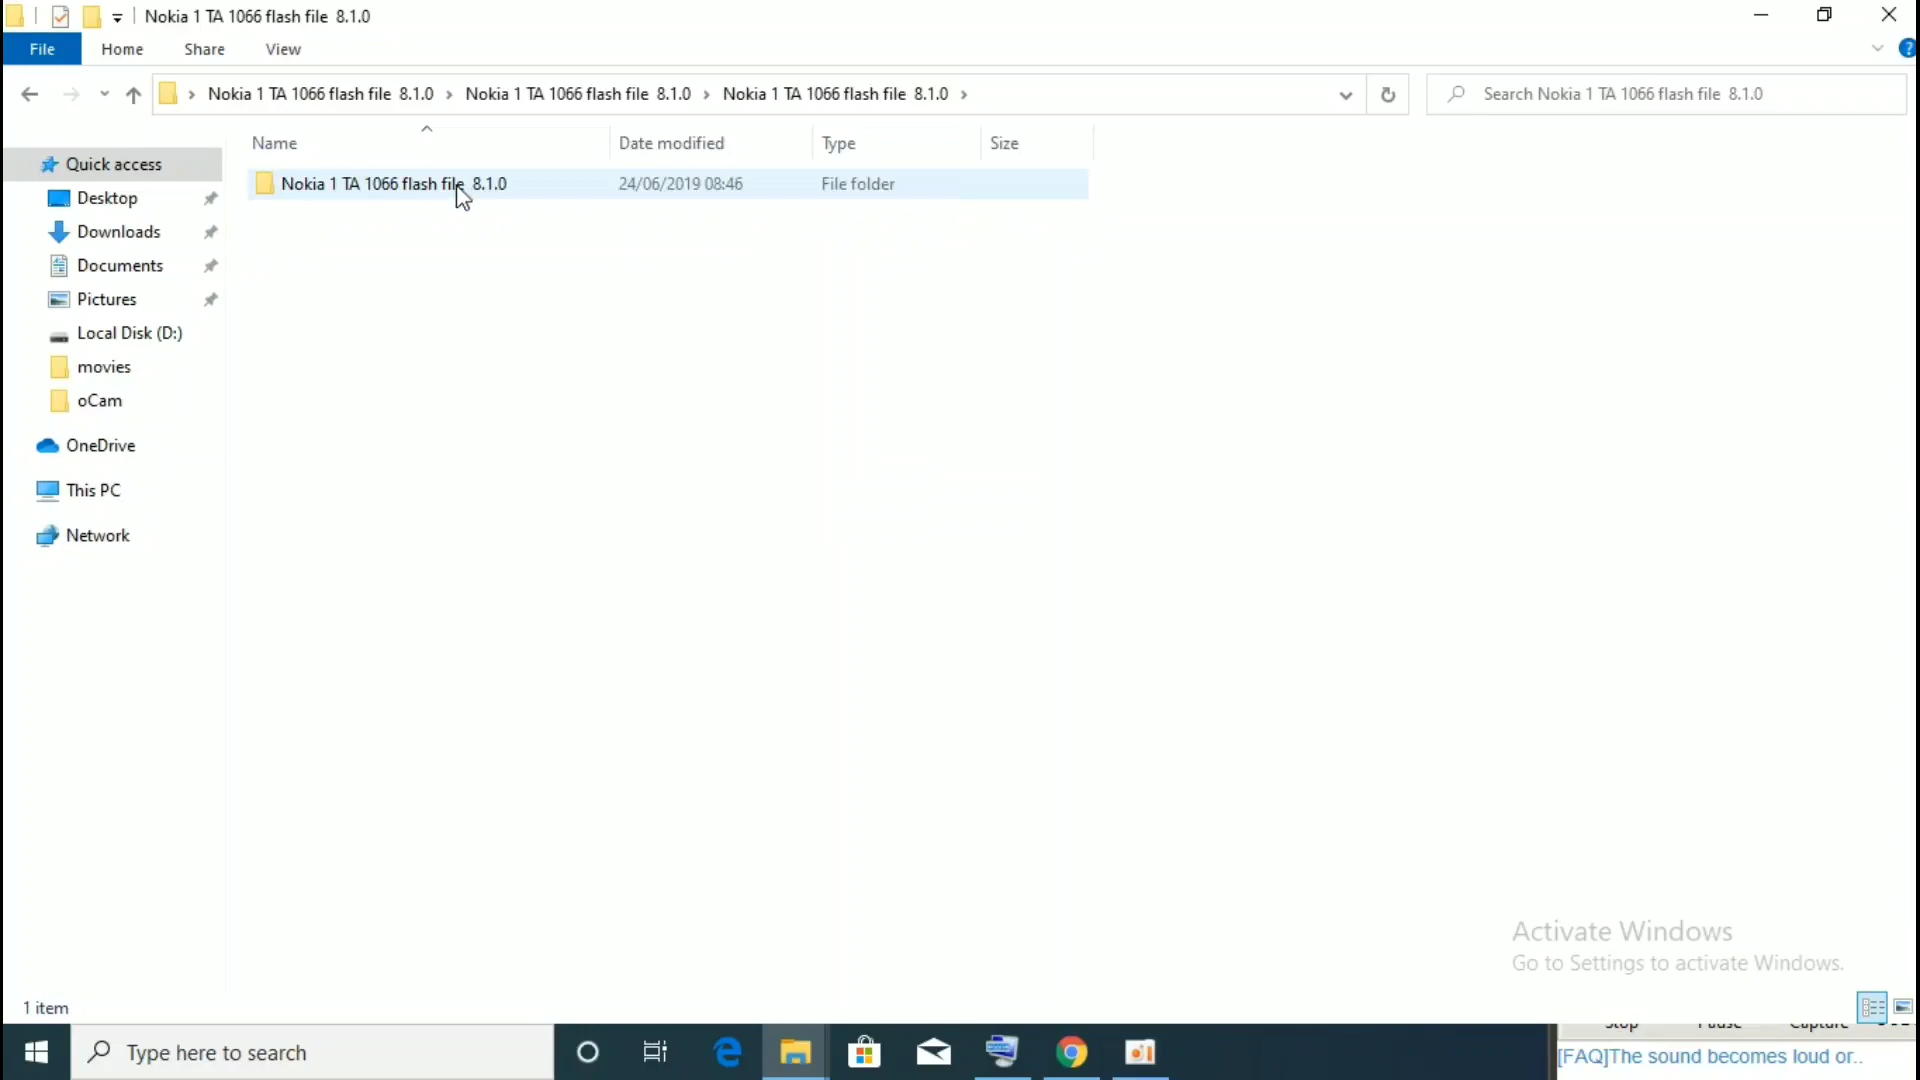 Nokia 1 TA 1066 flash file  8.1.0
File Home Share View
Nokia 1 TA 1066 flash file  8.1.0 › Nokia 1 TA 1066 flash file  8.1.0 › Nokia 1 TA 1066 flash file  8.1.0 ›
Search Nokia 1 TA 1066 flash file  8.1.0
Name Date modified Type Size
Nokia 1 TA 1066 flash file  8.1.0 24/06/2019 08:46 File folder
Quick access
Desktop
Downloads
Documents
Pictures
Local Disk (D:)
movies
oCam
OneDrive
This PC
Network
Activate Windows
Go to Settings to activate Windows.
1 item
Type here to search
[FAQ]The sound becomes loud or..